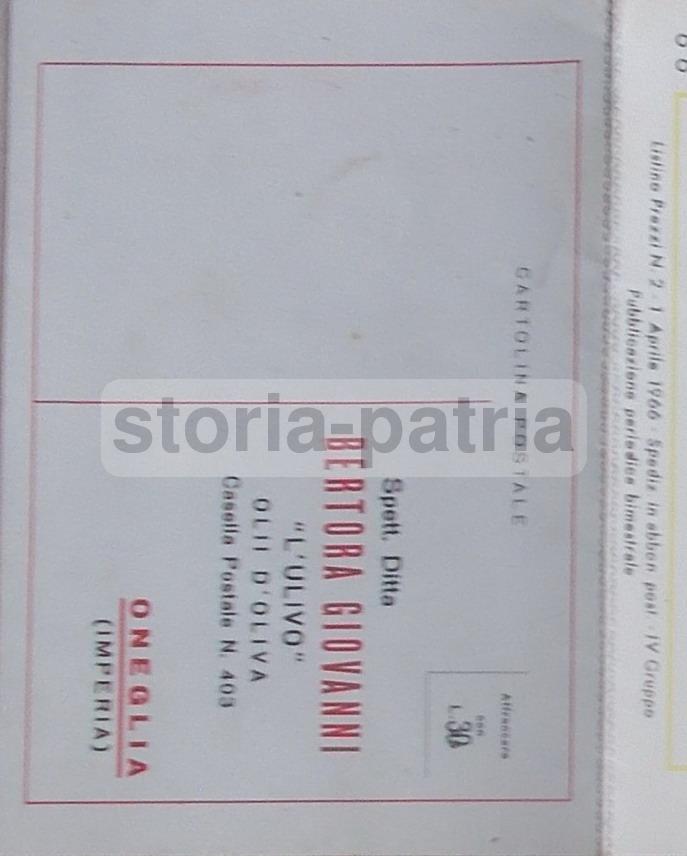 Listino Prezzi N. 2 - 1 Aprile 1966 - Spediz. in abbon. post. - IV Gruppo
Pubblicazione periodica bimestrale
CARTOLINA POSTALE
Affrancare
con
L. 30
Spett. Ditta
BERTORA GIOVANNI
"L'ULIVO"
OLII D'OLIVA
Casella Postale N. 403
ONEGLIA
(IMPERIA)
storia-patria